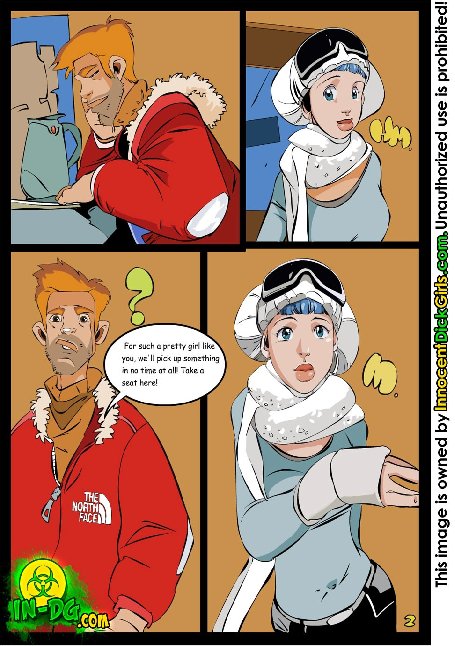 HM.
?
For such a pretty girl like
you, we'll pick up something
in no time at all! Take a
seat here!
M.
THE
NORTH
FACE
IN-DG.com
2
This image is owned by InnocentDickGirls.com. Unauthorized use is prohibited!